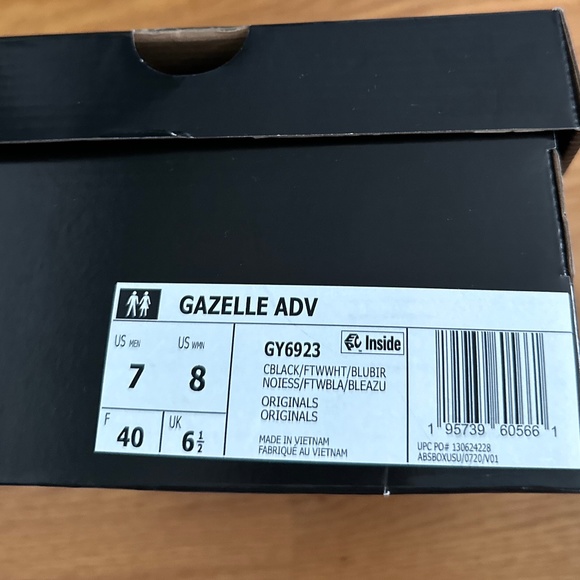 GAZELLE ADV
US MEN
7
US WMN
8
F
40
UK
6 1/2
GY6923
Inside
CBLACK/FTWWHT/BLUBIR
NOIESS/FTWBLA/BLEAZU
ORIGINALS
ORIGINALS
MADE IN VIETNAM
FABRIQUÉ AU VIETNAM
1 95739 60566 1
UPC PO# 130624228
ABSBOXUSU/0720/V01